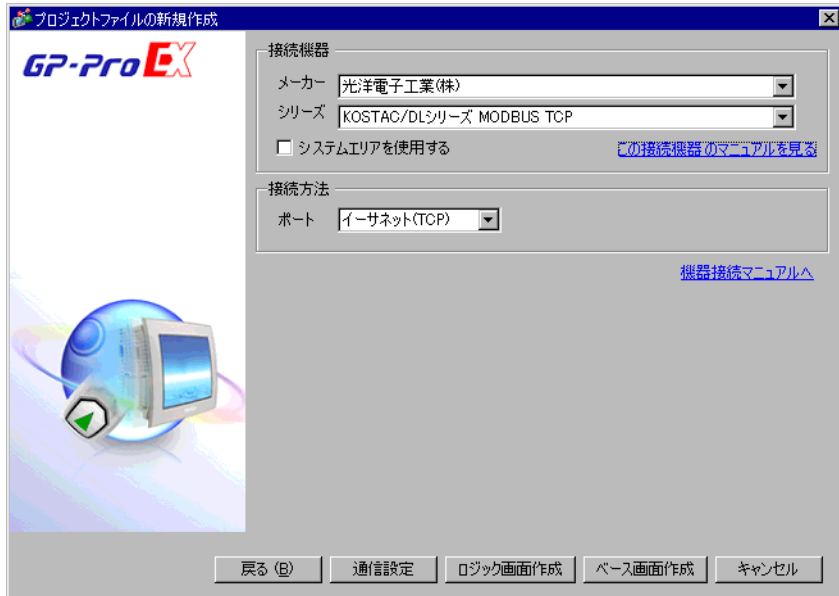 プロジェクトファイルの新規作成
GP-Pro EX
接続機器
メーカー 光洋電子工業(株)
シリーズ KOSTAC/DLシリーズ MODBUS TCP
システムエリアを使用する この接続機器のマニュアルを見る
接続方法
ポート イーサネット(TCP)
機器接続マニュアルへ
戻る (B) 通信設定 ロジック画面作成 ベース画面作成 キャンセル